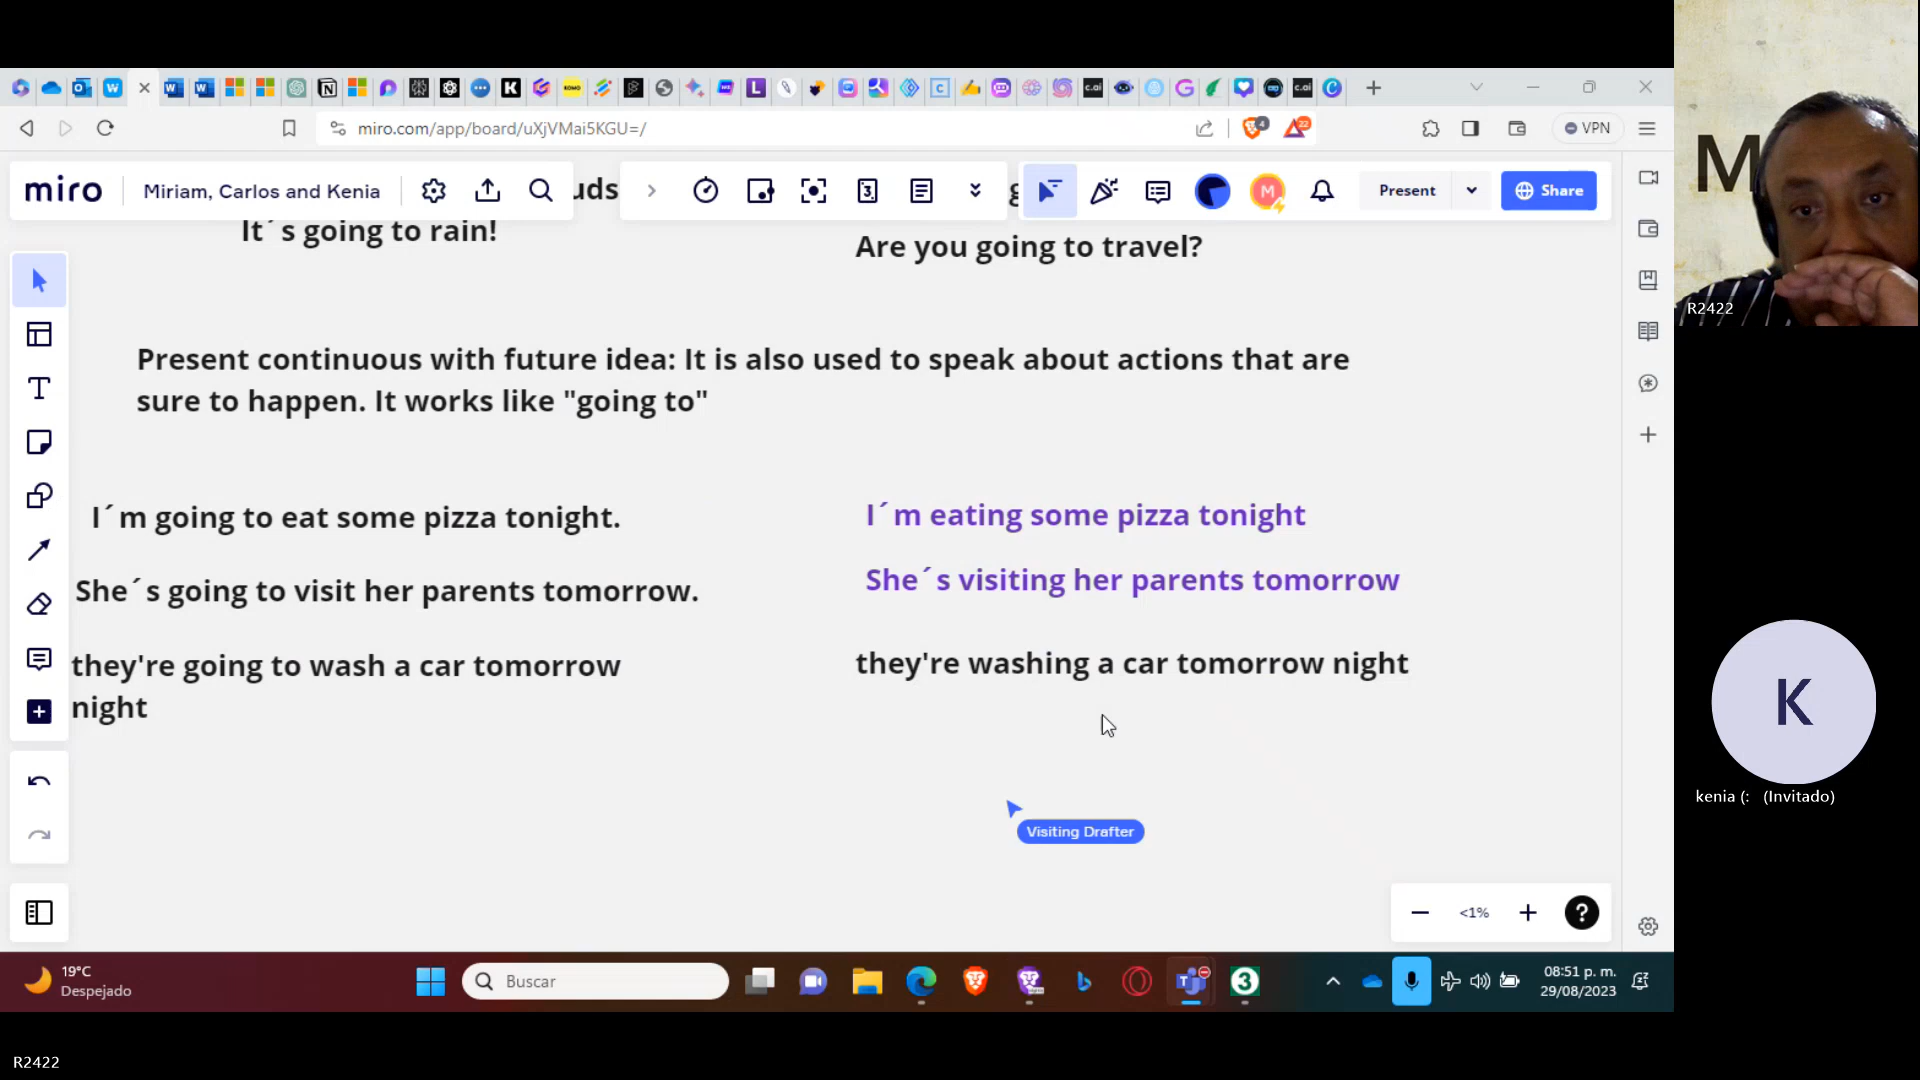 miro.com/app/board/uXjVMai5KGU=/
4
22
VPN
miro
Miriam, Carlos and Kenia
uds
3
g
M
Present
Share
It´s going to rain!
Are you going to travel?
Present continuous with future idea: It is also used to speak about actions that are
sure to happen. It works like "going to"
I´m going to eat some pizza tonight.
I´m eating some pizza tonight
She´s going to visit her parents tomorrow.
She´s visiting her parents tomorrow
they're going to wash a car tomorrow
night
they're washing a car tomorrow night
Visiting Drafter
<1%
19°C
Despejado
Buscar
3
08:51 p. m.
29/08/2023
M
R2422
K
kenia (: (Invitado)
R2422